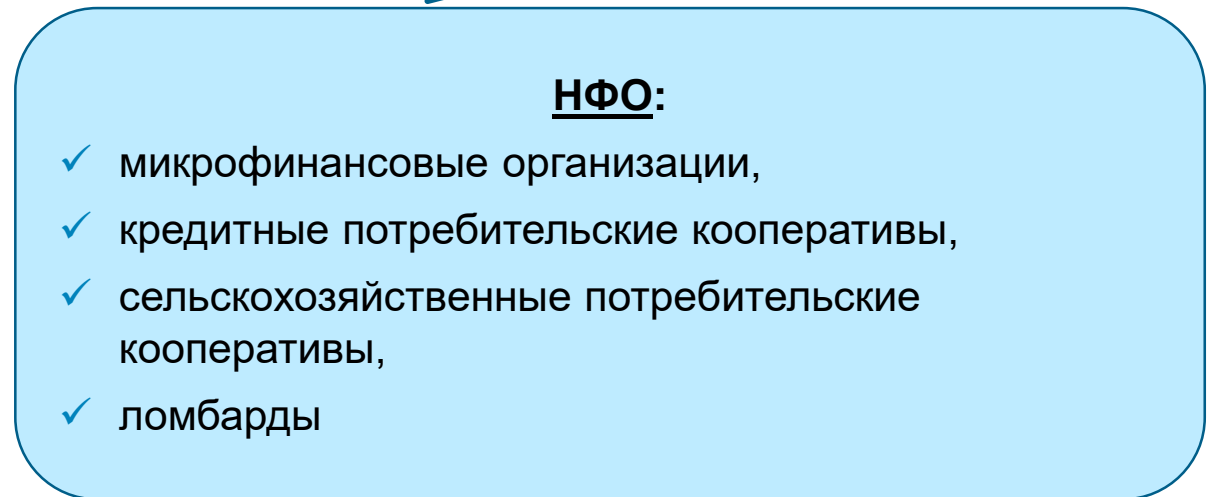 НФО:
✓ микрофинансовые организации,
✓ кредитные потребительские кооперативы,
✓ сельскохозяйственные потребительские
кооперативы,
✓ ломбарды